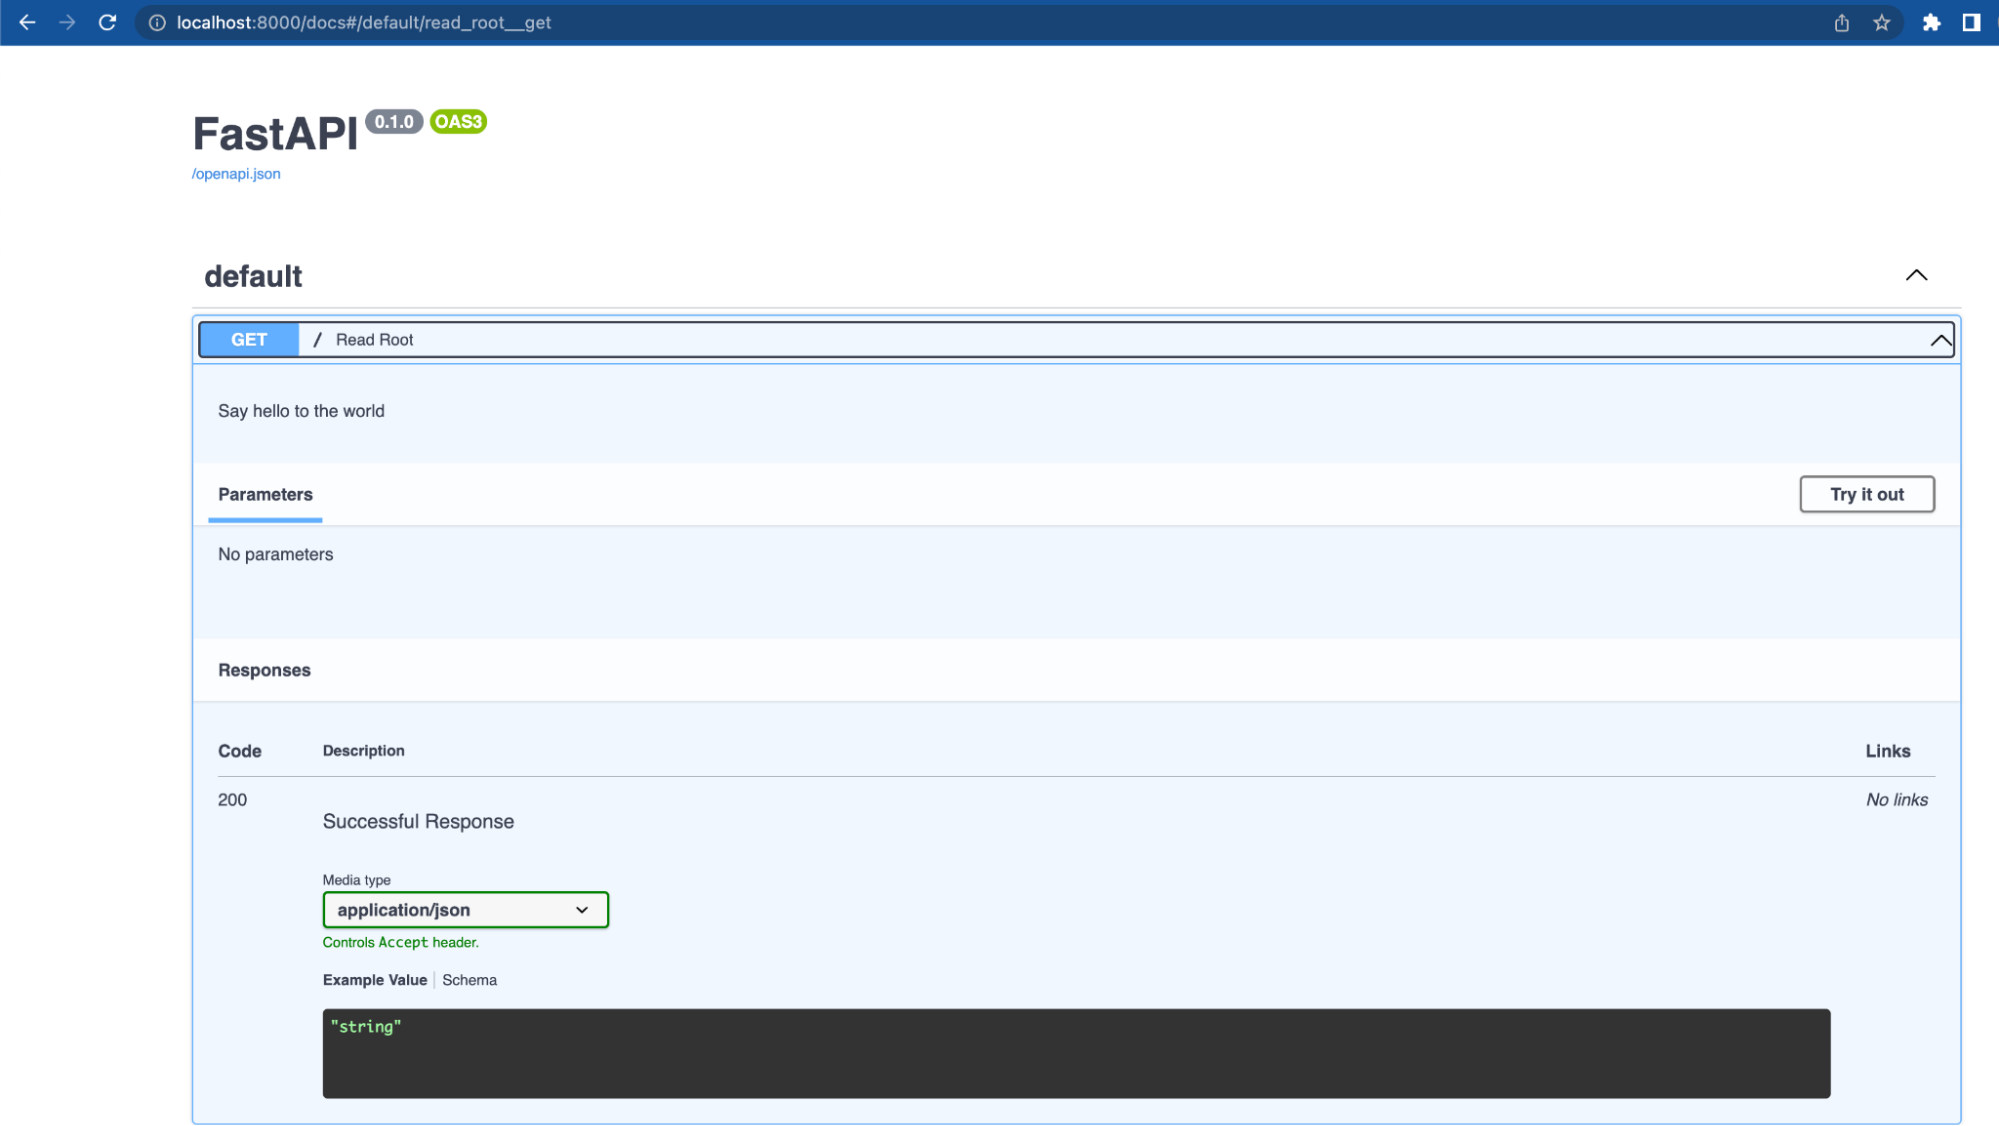 localhost:8000/docs#/default/read_root__get
FastAPI 0.1.0 OAS3
/openapi.json
default
GET / Read Root
Say hello to the world
Parameters Try it out
No parameters
Responses
Code Description Links
200 No links
Successful Response
Media type
application/json
Controls Accept header.
Example Value Schema
"string"